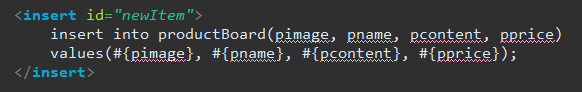 <insert id="newItem">
insert into productBoard(pimage, pname, pcontent, pprice)
values(#{pimage}, #{pname}, #{pcontent}, #{pprice});
</insert>